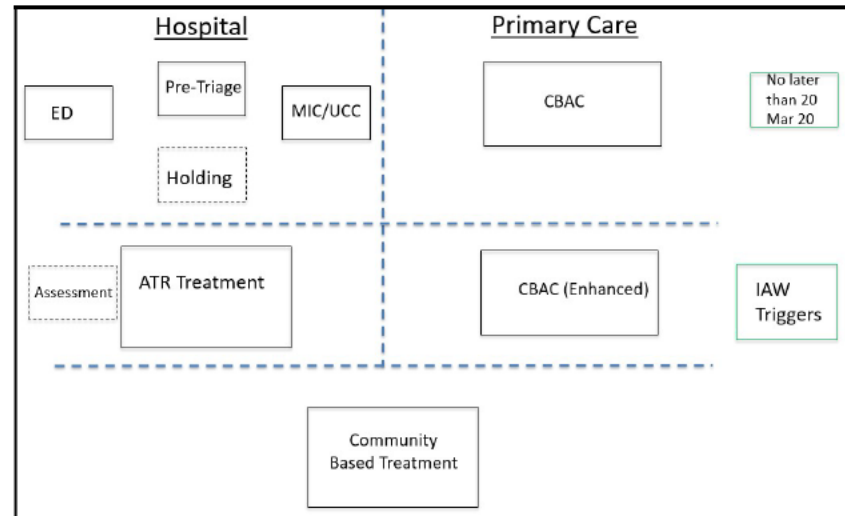 Hospital
Primary Care
ED
Pre-Triage
MIC/UCC
Holding
CBAC
No later
than 20
Mar 20
Assessment
ATR Treatment
CBAC (Enhanced)
IAW
Triggers
Community
Based Treatment